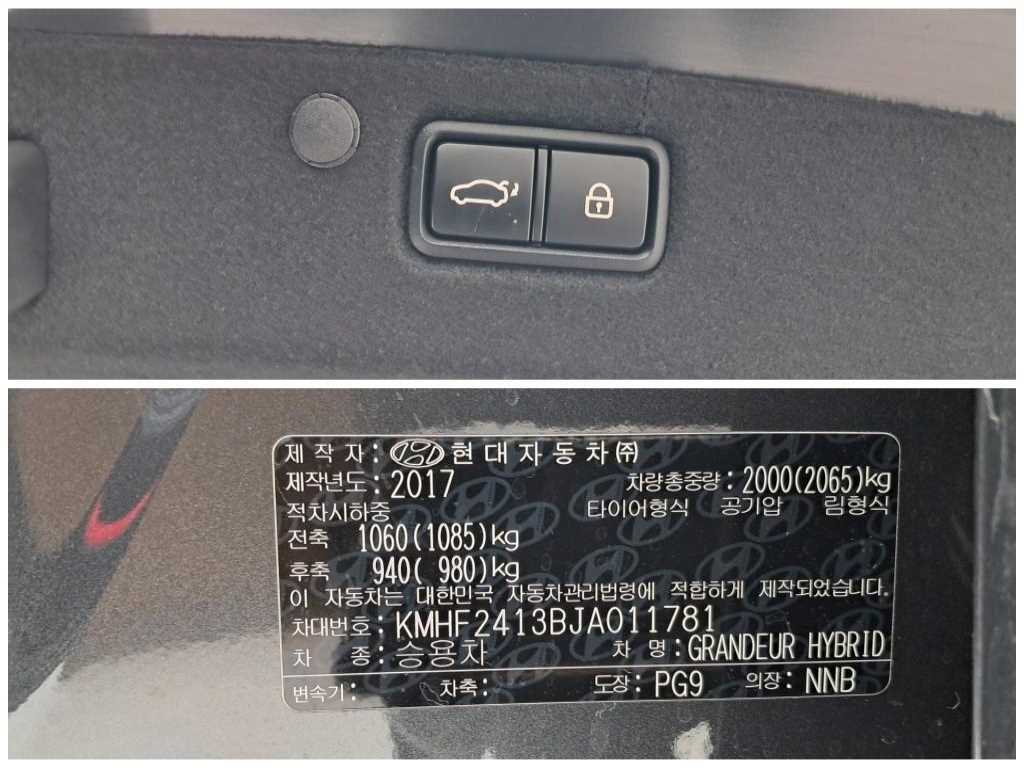 제작자: 현대자동차㈜
제작년도: 2017 차량총중량: 2000(2065)kg
적차시하중 타이어형식 공기압 림형식
전축 1060(1085)kg
후축 940( 980)kg
이 자동차는 대한민국 자동차관리법령에 적합하게 제작되었습니다.
차대번호: KMHF2413BJA011781
차 종: 승용차 차 명: GRANDEUR HYBRID
변속기: 차축: 도장: PG9 의장: NNB